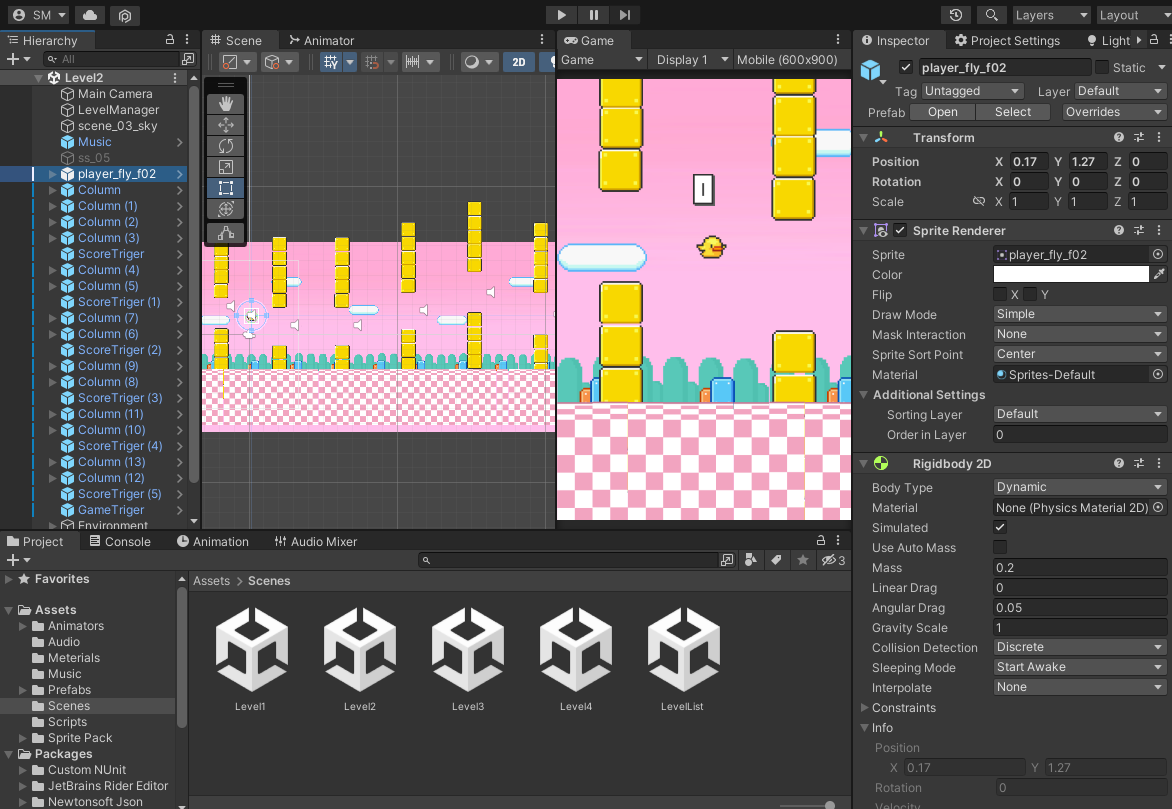 SM
Layers
Layout
Hierarchy
All
Level2
Main Camera
LevelManager
scene_03_sky
Music
ss_05
player_fly_f02
Column
Column (1)
Column (2)
Column (3)
ScoreTriger
Column (4)
Column (5)
ScoreTriger (1)
Column (7)
Column (6)
ScoreTriger (2)
Column (9)
Column (8)
ScoreTriger (3)
Column (11)
Column (10)
ScoreTriger (4)
Column (13)
Column (12)
ScoreTriger (5)
GameTriger
Environment
Scene
Animator
2D
Game
Game
Display 1
Mobile (600x900)
Inspector
Project Settings
Light
player_fly_f02
Static
Tag
Untagged
Layer
Default
Prefab
Open
Select
Overrides
Transform
Position X 0.17 Y 1.27 Z 0
Rotation X 0 Y 0 Z 0
Scale X 1 Y 1 Z 1
Sprite Renderer
Sprite
player_fly_f02
Color
Flip X Y
Draw Mode
Simple
Mask Interaction
None
Sprite Sort Point
Center
Material
Sprites-Default
Additional Settings
Sorting Layer
Default
Order in Layer
0
Rigidbody 2D
Body Type
Dynamic
Material
None (Physics Material 2D)
Simulated
Use Auto Mass
Mass
0.2
Linear Drag
0
Angular Drag
0.05
Gravity Scale
1
Collision Detection
Discrete
Sleeping Mode
Start Awake
Interpolate
None
Constraints
Info
Position
X 0.17 Y 1.27
Rotation
0
Velocity
Project
Console
Animation
Audio Mixer
3
Favorites
Assets
Animators
Audio
Meterials
Music
Prefabs
Scenes
Scripts
Sprite Pack
Packages
Custom NUnit
JetBrains Rider Editor
Newtonsoft Json
Assets > Scenes
Level1
Level2
Level3
Level4
LevelList